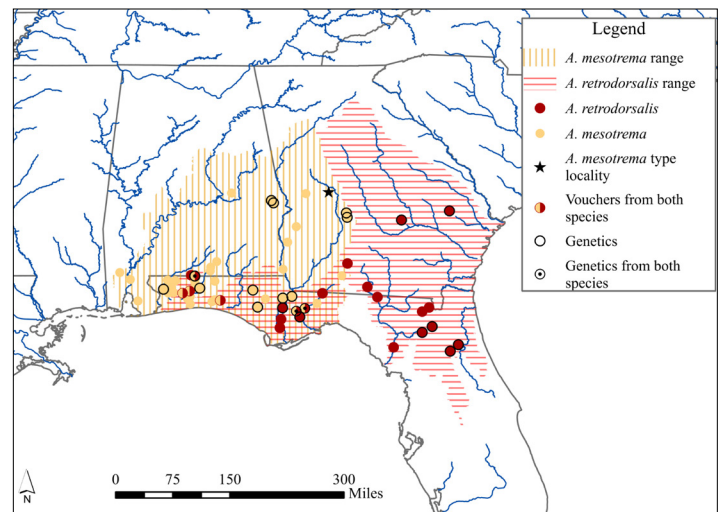 Legend
A. mesotrema range
A. retrodorsalis range
A. retrodorsalis
A. mesotrema
A. mesotrema type
locality
Vouchers from both
species
Genetics
Genetics from both
species
N
0 75 150 300
Miles